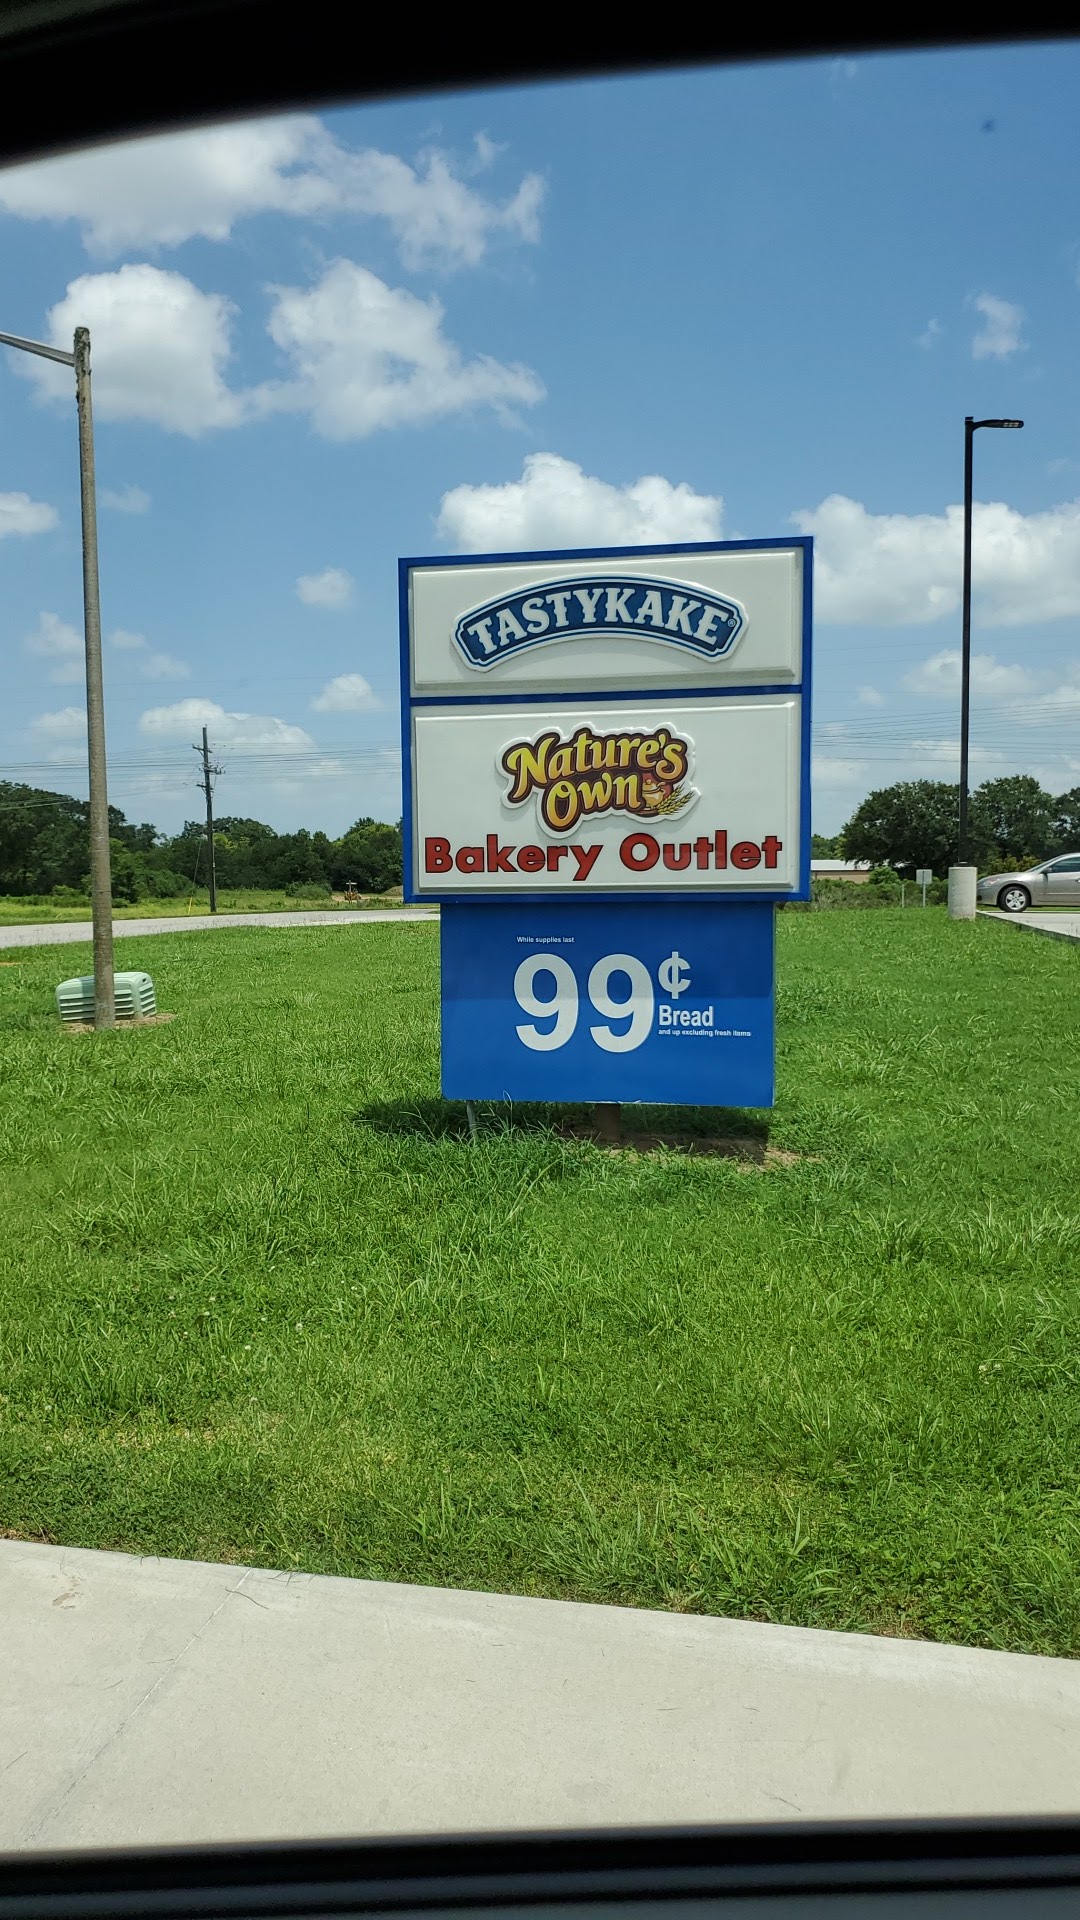 TASTYKAKE®
Nature's
Own
Bakery Outlet
While supplies last
99¢
Bread
and up excluding fresh items